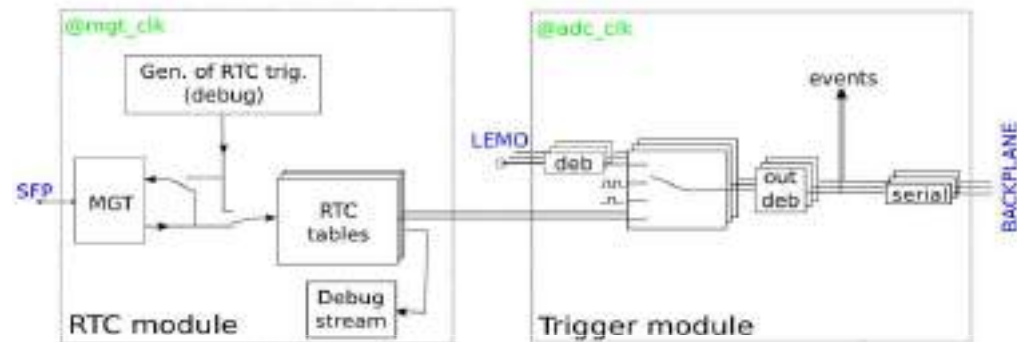 @mgt_clk
Gen. of RTC trig.
(debug)
SFP
MGT
RTC
tables
Debug
stream
RTC module
@adc_clk
events
LEMO
deb
out
deb
serial
BACKPLANE
Trigger module